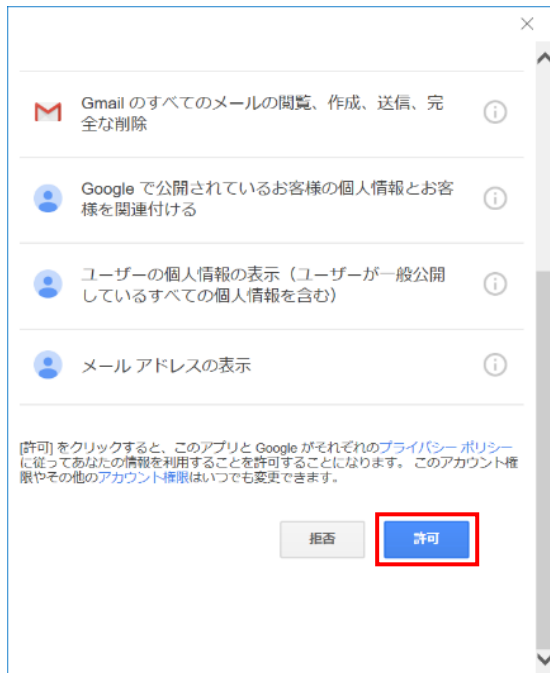 Gmail のすべてのメールの閲覧、作成、送信、完
全な削除
Google で公開されているお客様の個人情報とお客
様を関連付ける
ユーザーの個人情報の表示（ユーザーが一般公開
しているすべての個人情報を含む）
メール アドレスの表示
[許可] をクリックすると、このアプリと Google がそれぞれのプライバシー ポリシー
に従ってあなたの情報を利用することを許可することになります。 このアカウント権
限やその他のアカウント権限はいつでも変更できます。
拒否
許可